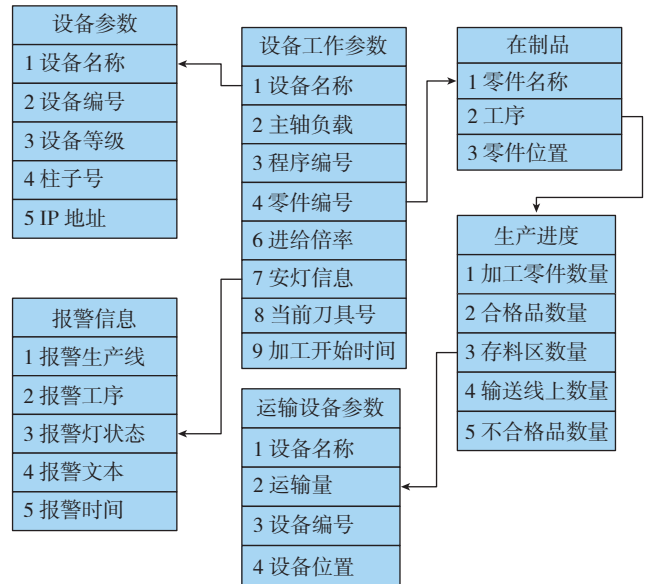 设备参数
1 设备名称
2 设备编号
3 设备等级
4 柱子号
5 IP 地址
设备工作参数
1 设备名称
2 主轴负载
3 程序编号
4 零件编号
6 进给倍率
7 安灯信息
8 当前刀具号
9 加工开始时间
在制品
1 零件名称
2 工序
3 零件位置
生产进度
1 加工零件数量
2 合格品数量
3 存料区数量
4 输送线上数量
5 不合格品数量
报警信息
1 报警生产线
2 报警工序
3 报警灯状态
4 报警文本
5 报警时间
运输设备参数
1 设备名称
2 运输量
3 设备编号
4 设备位置